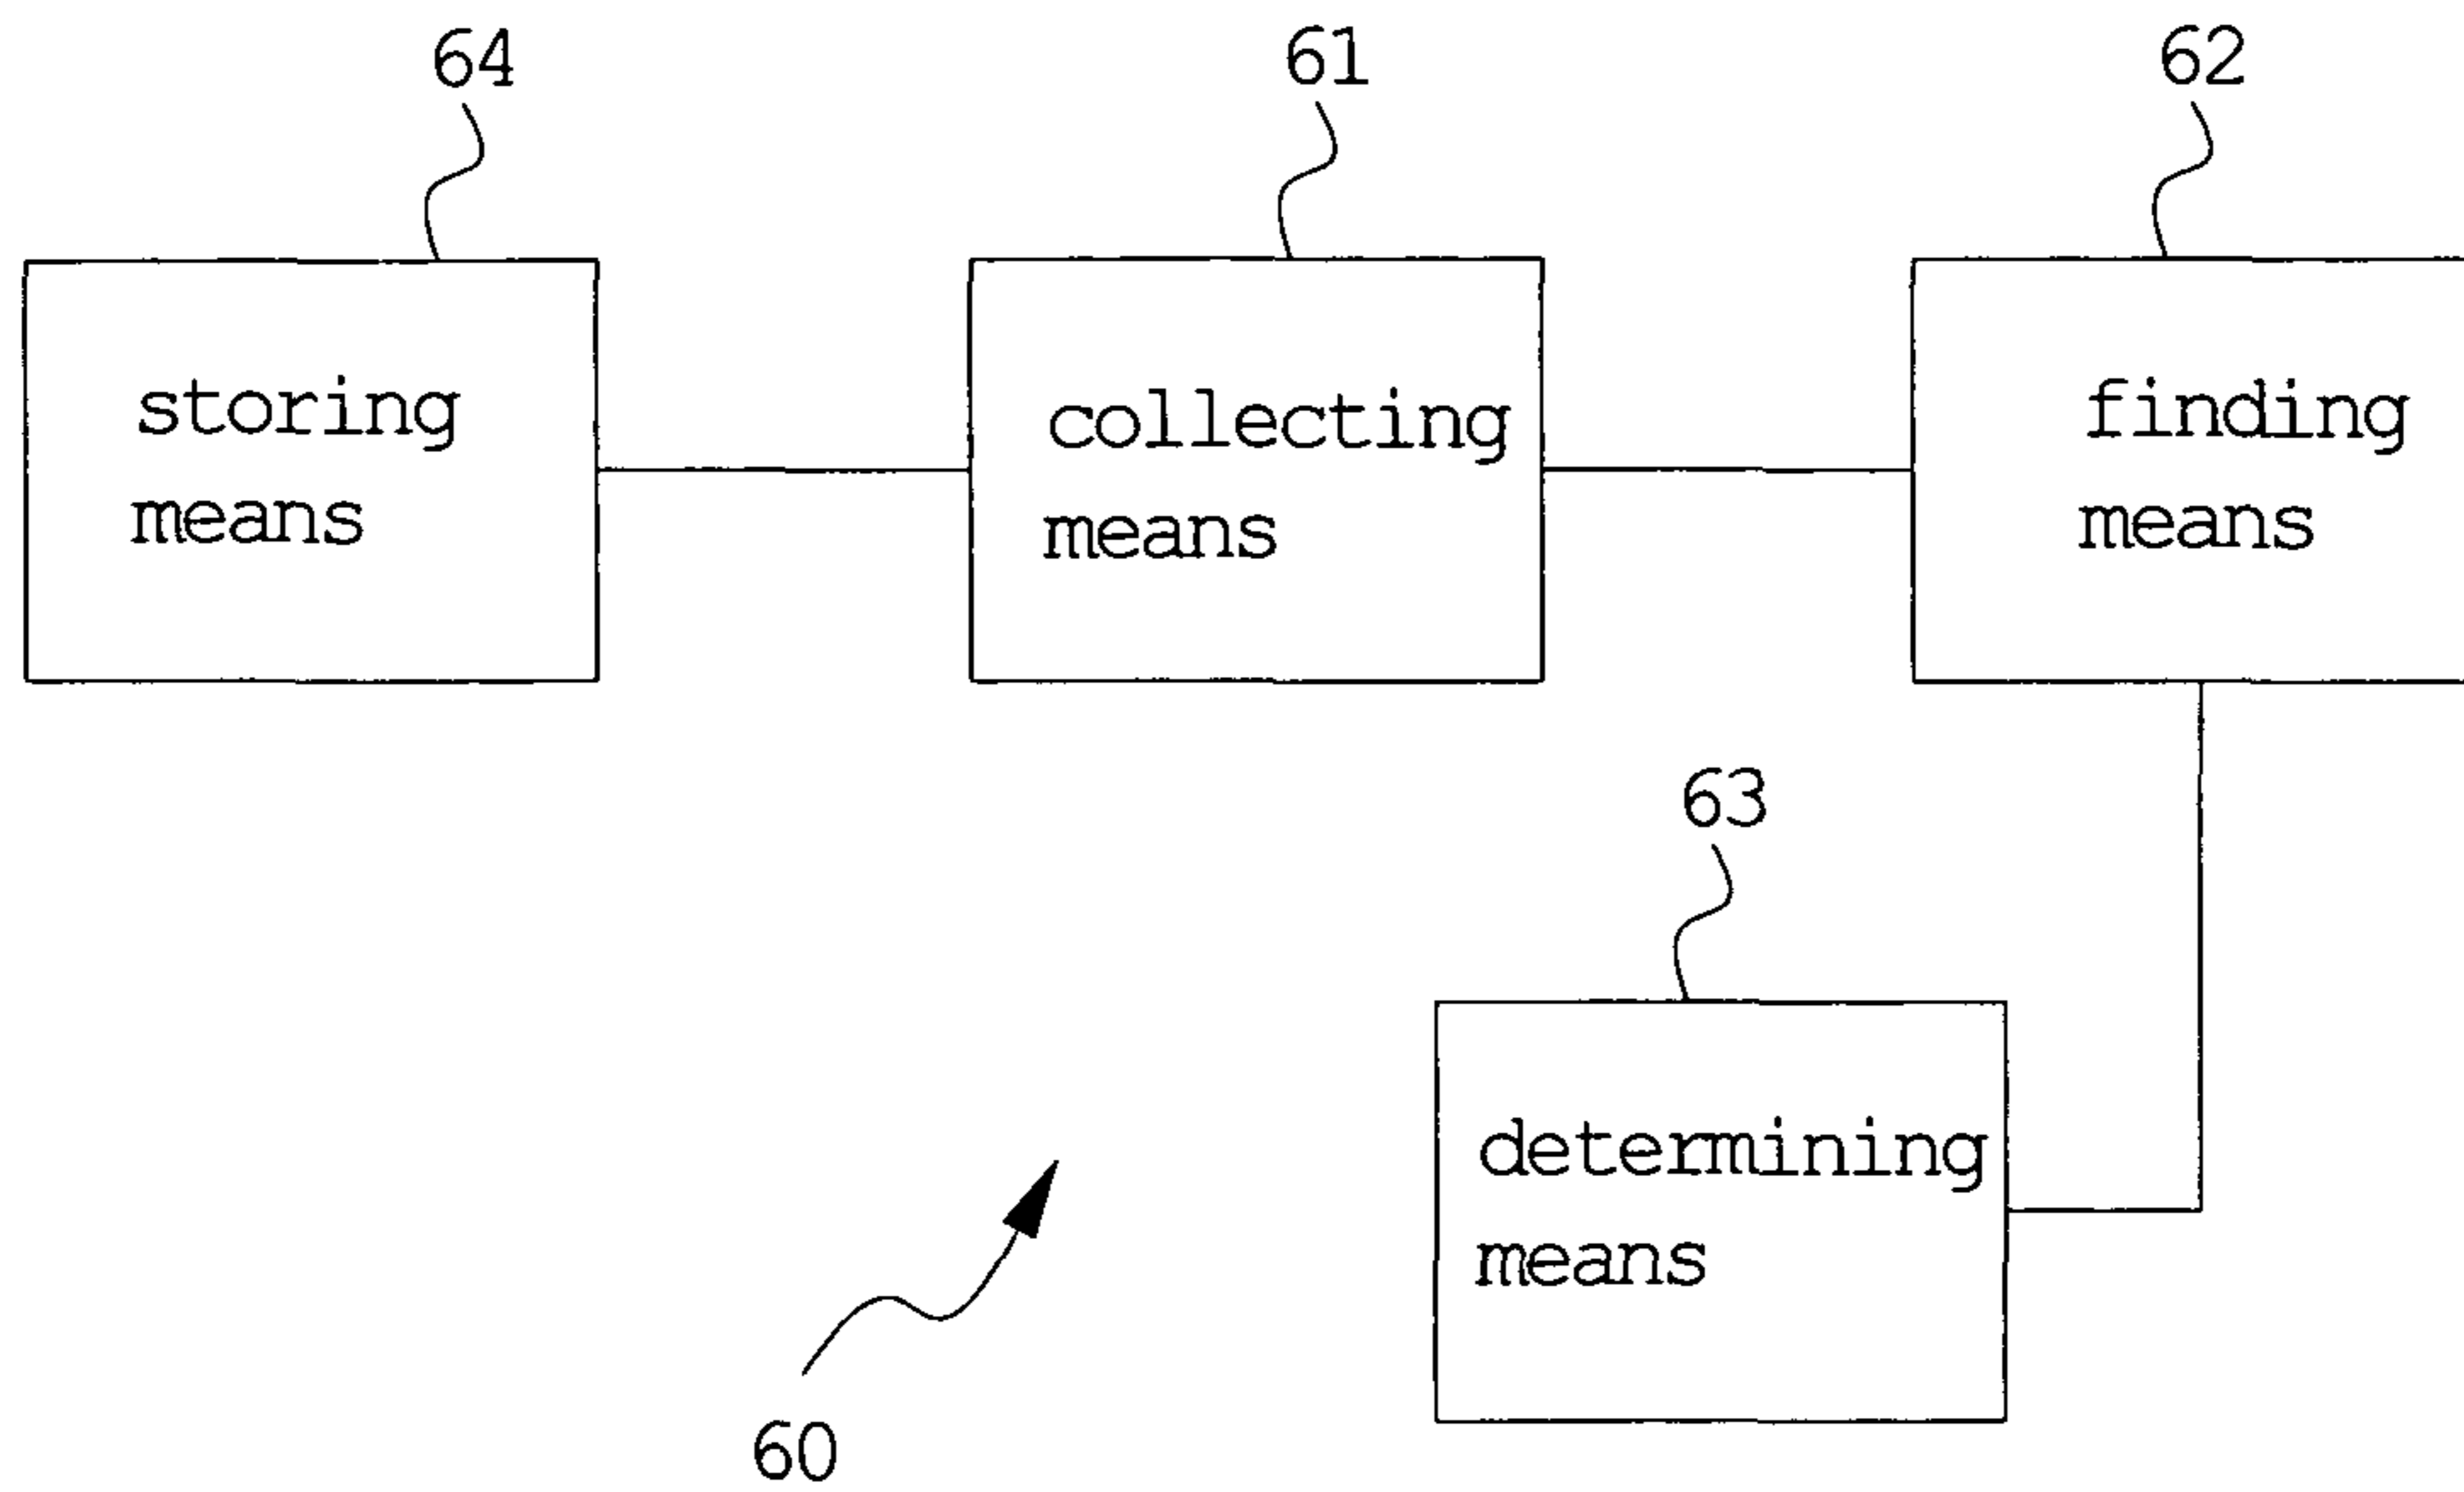 64
61
62
storing
means
collecting
means
finding
means
63
determining
means
60